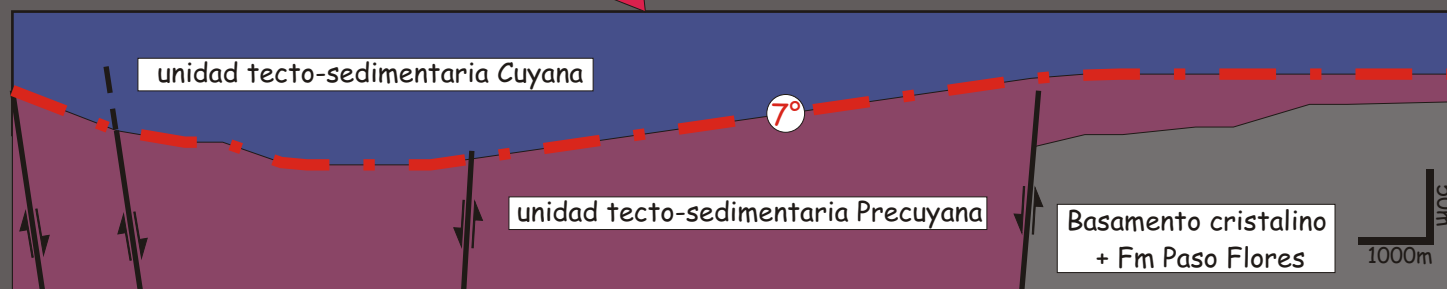 unidad tecto-sedimentaria Cuyana
7°
unidad tecto-sedimentaria Precuyana
Basamento cristalino
+ Fm Paso Flores
1000m